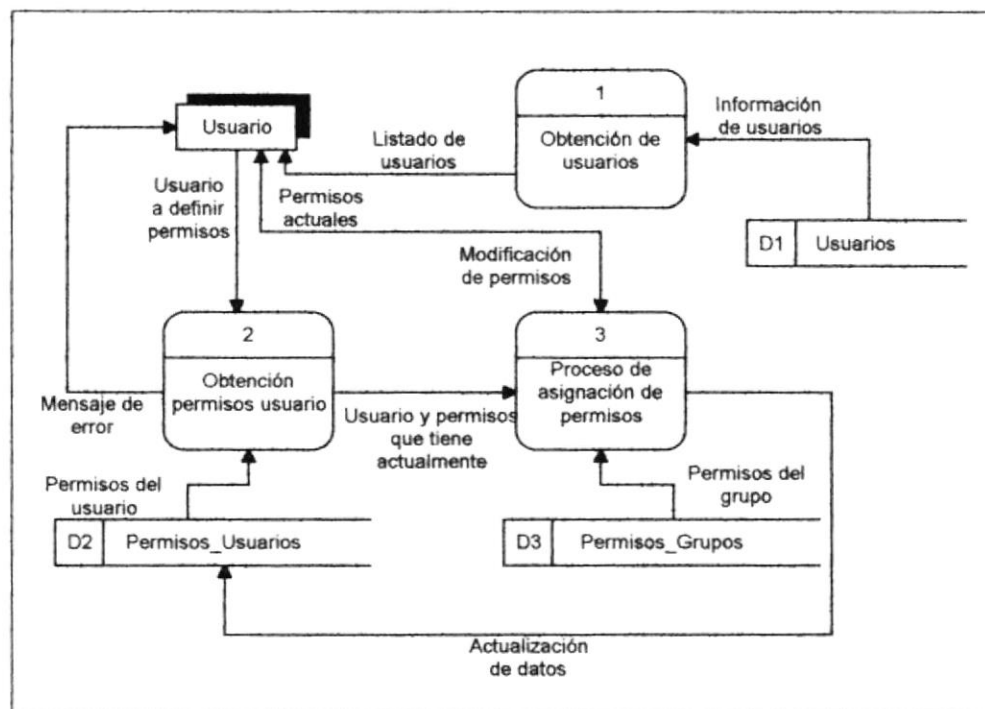 1
Usuario
Obtención de
usuarios
Información
de usuarios
Listado de
usuarios
Usuario
a definir
permisos
Permisos
actuales
Modificación
de permisos
D1
Usuarios
2
Obtención
permisos usuario
3
Proceso de
asignación de
permisos
Mensaje de
error
Usuario y permisos
que tiene
actualmente
Permisos del
usuario
Permisos del
grupo
D2
Permisos_Usuarios
D3
Permisos_Grupos
Actualización
de datos